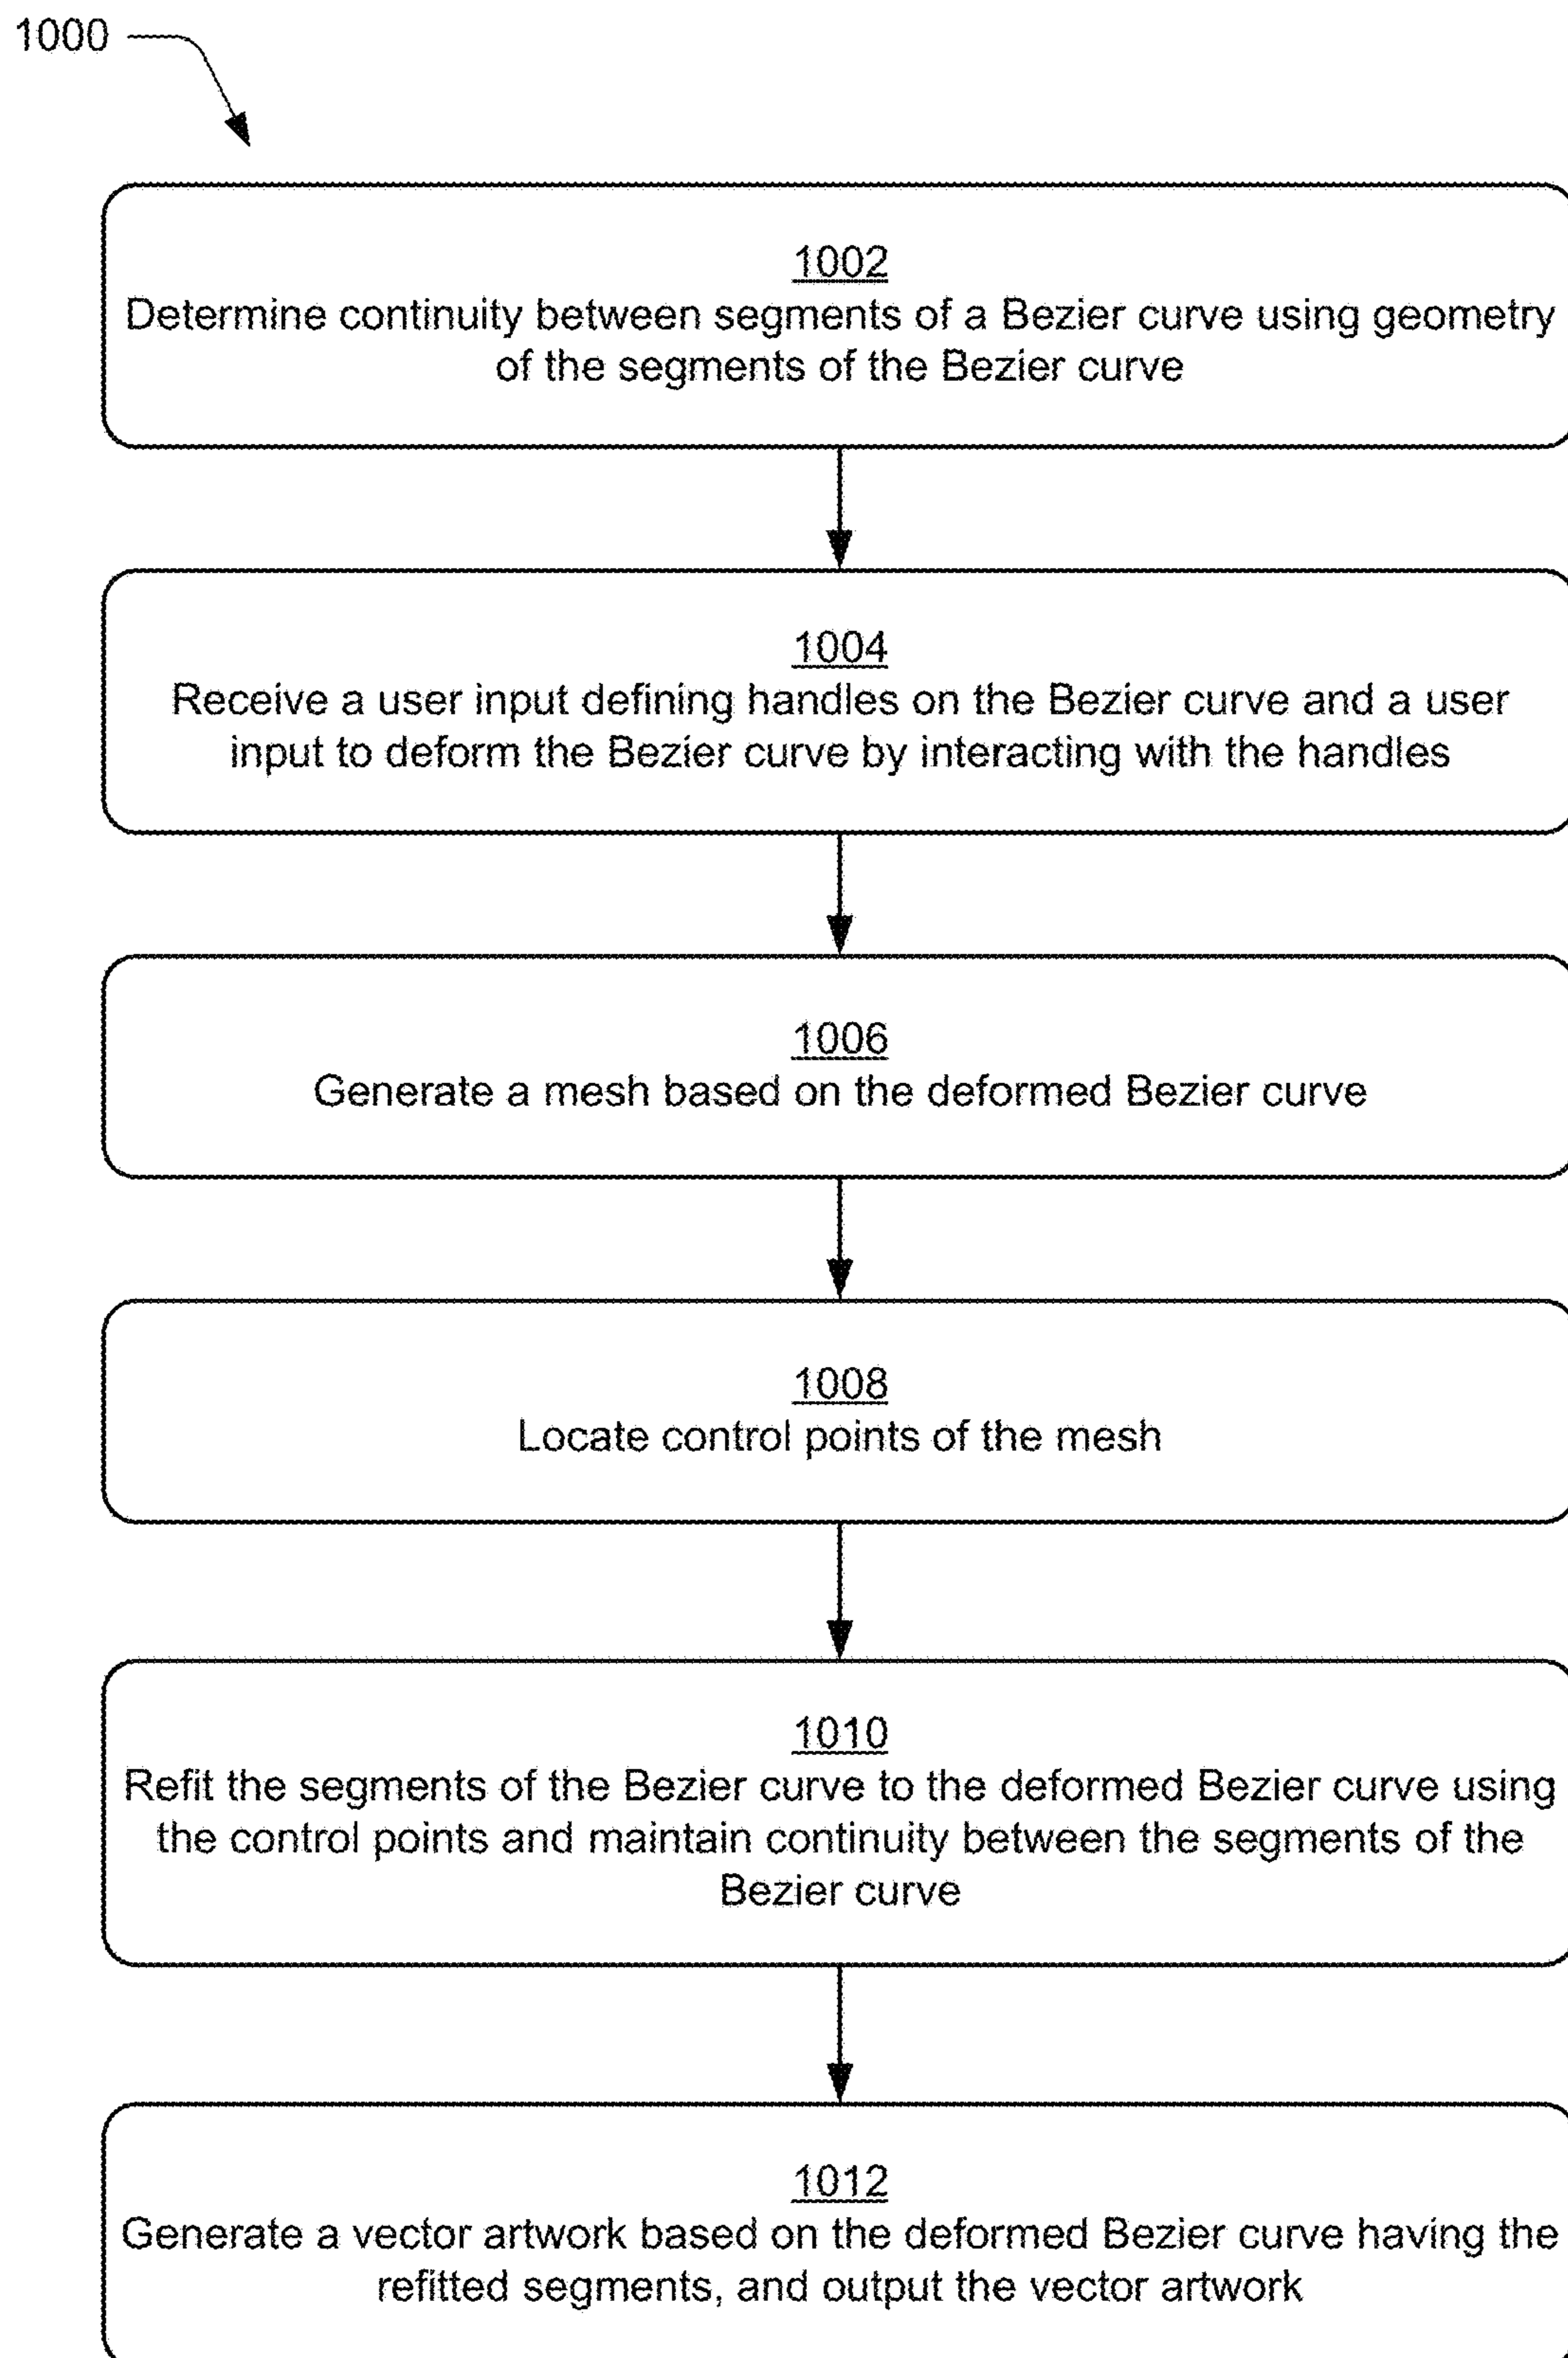 1000
1002
Determine continuity between segments of a Bezier curve using geometry
of the segments of the Bezier curve
1004
Receive a user input defining handles on the Bezier curve and a user
input to deform the Bezier curve by interacting with the handles
1006
Generate a mesh based on the deformed Bezier curve
1008
Locate control points of the mesh
1010
Refit the segments of the Bezier curve to the deformed Bezier curve using
the control points and maintain continuity between the segments of the
Bezier curve
1012
Generate a vector artwork based on the deformed Bezier curve having the
refitted segments, and output the vector artwork